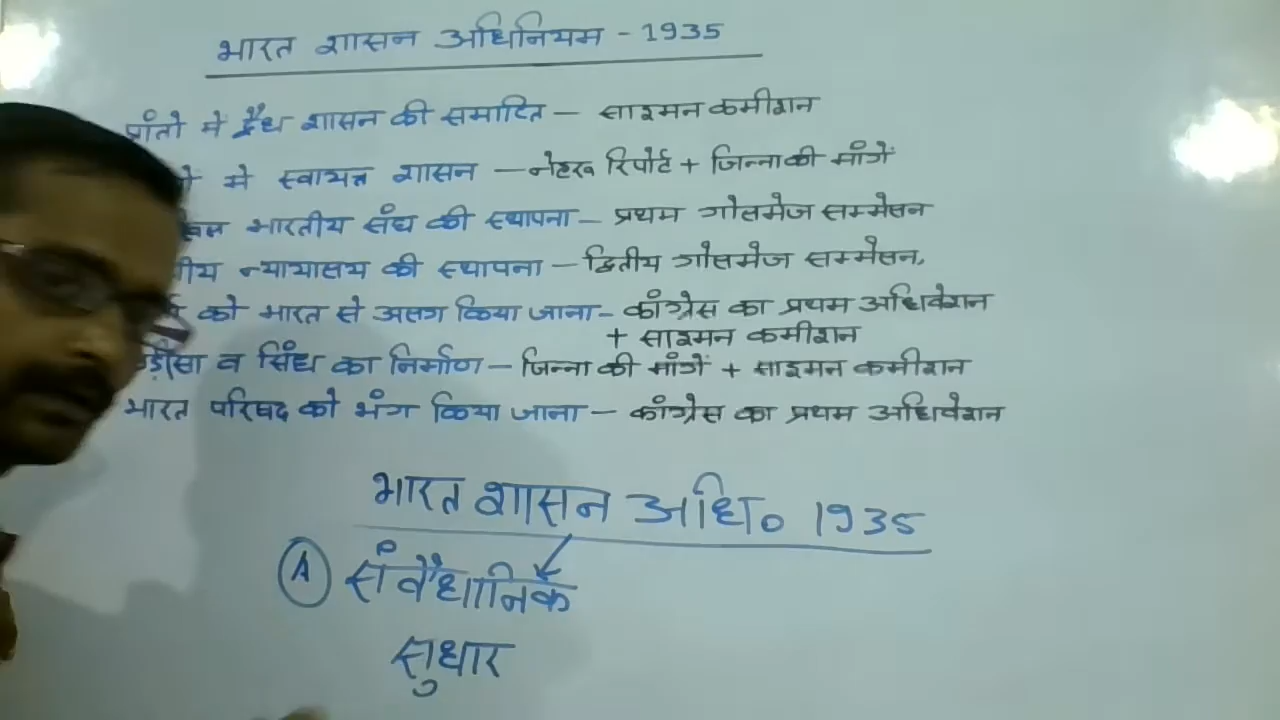 भारत शासन अधिनियम - 1935
प्रांतो मे द्वैध शासन की समाप्ति - साइमन कमीशन
मे स्वायत्त शासन - नेहरू रिपोर्ट + जिन्ना की मांगें
भारतीय संघ की स्थापना - प्रथम गोलमेज सम्मेलन
न्यायालय की स्थापना - द्वितीय गोलमेज सम्मेलन,
को भारत से अलग किया जाना - कांग्रेस का प्रथम अधिवेशन
+ साइमन कमीशन
व सिंध का निर्माण - जिन्ना की मांगें + साइमन कमीशन
भारत परिषद को भंग किया जाना - कांग्रेस का प्रथम अधिवेशन
भारत शासन अधि० 1935
A संवैधानिक
सुधार